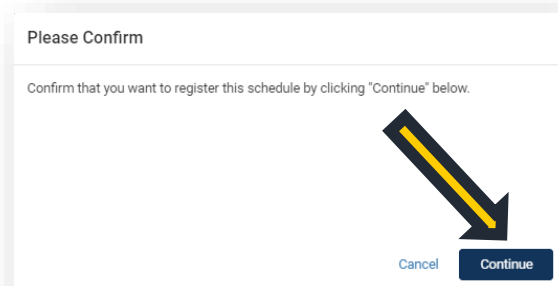 Please Confirm
Confirm that you want to register this schedule by clicking "Continue" below.
Cancel Continue